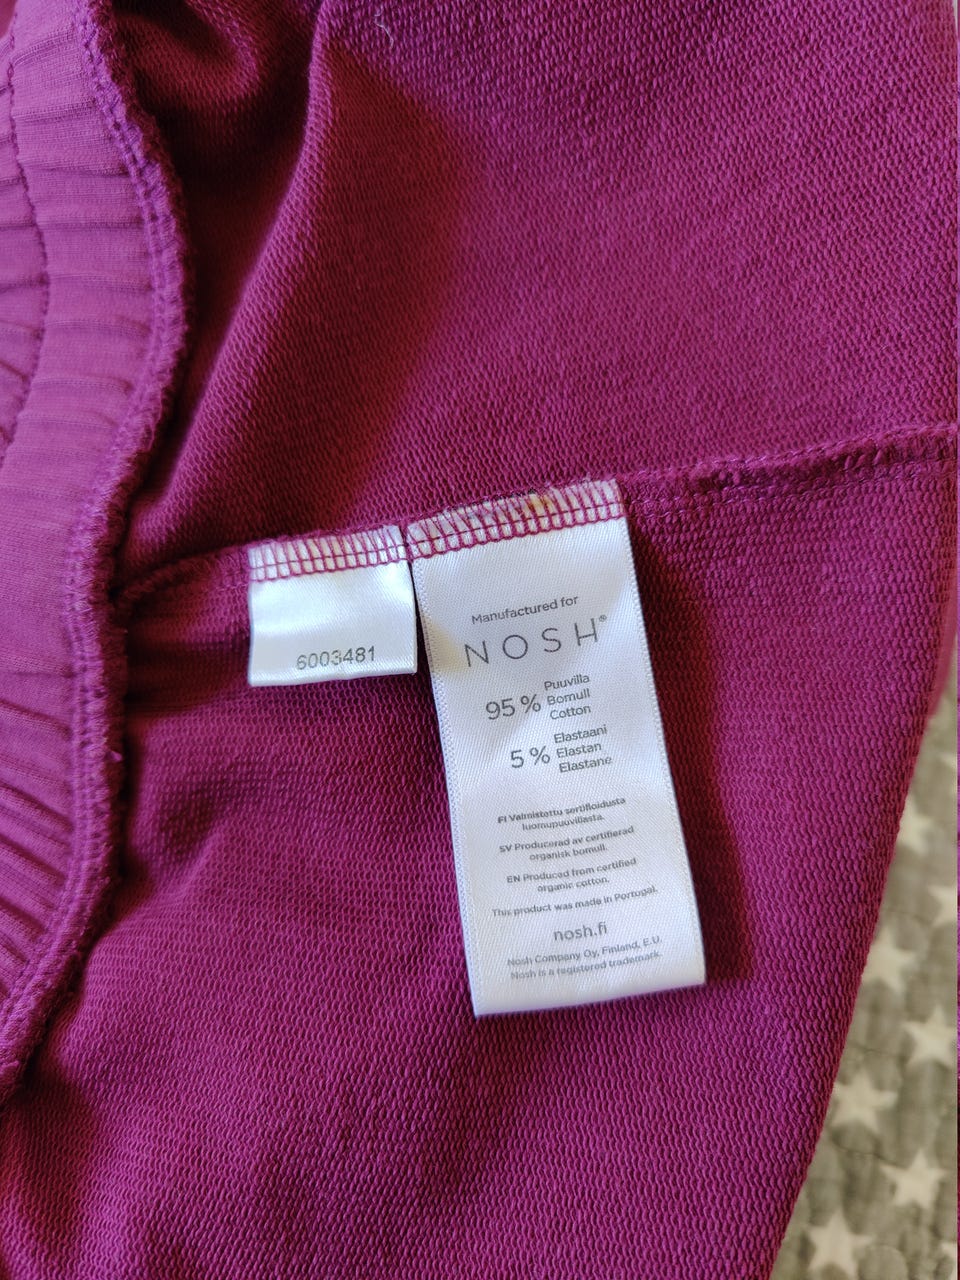 6003481
Manufactured for
NOSH®
95 % Puuvilla
Bomull
Cotton
5 % Elastaani
Elastan
Elastane
FI Valmistettu sertifioidusta
luomupuuvillasta.
SV Producerad av certifierad
organisk bomull.
EN Produced from certified
organic cotton.
This product was made in Portugal.
nosh.fi
Nosh Company Oy, Finland, E.U.
Nosh is a registered trademark.